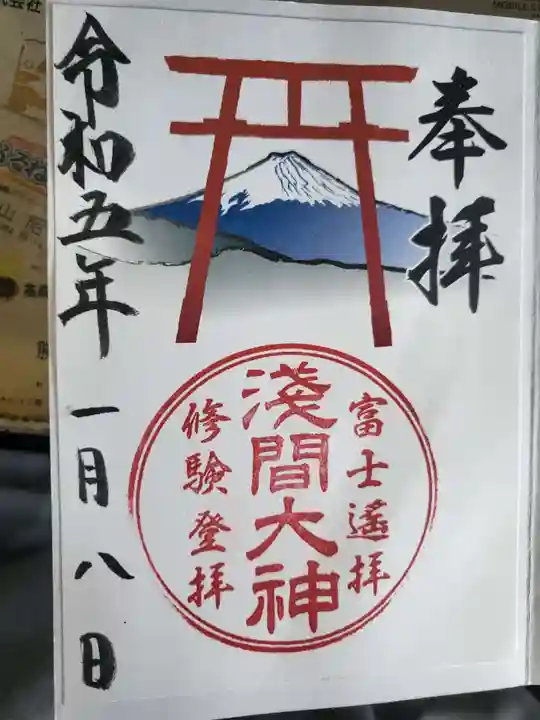 奉拝
富士遥拝
淺間大神
修験登拝
令和五年一月八日